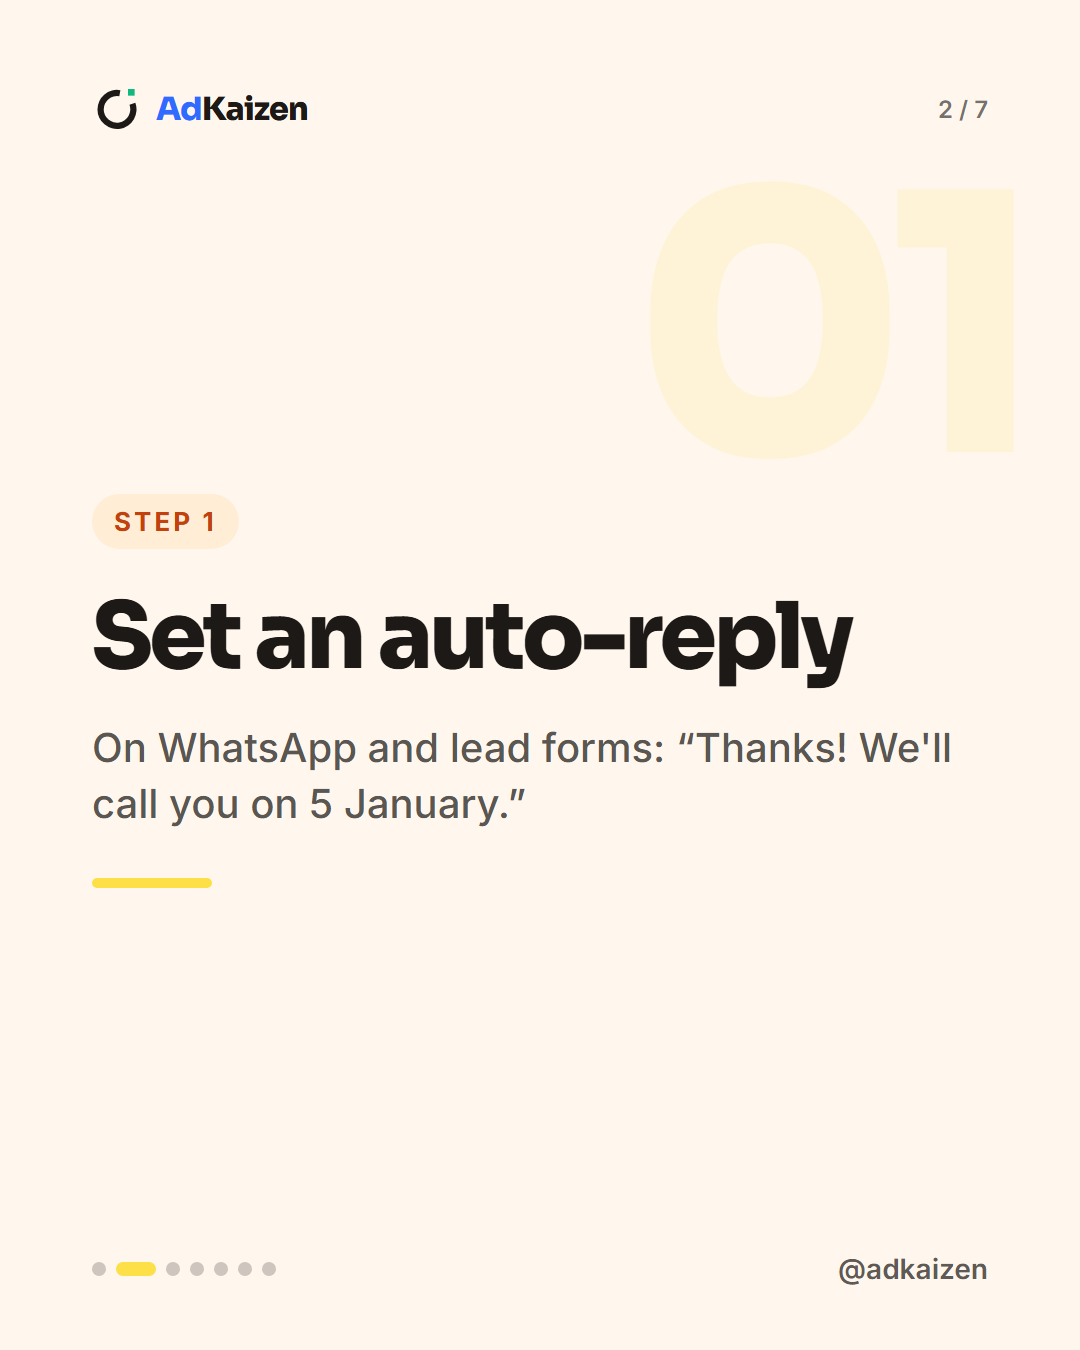 AdKaizen
2 / 7
01
STEP 1
Set an auto-reply
On WhatsApp and lead forms: “Thanks! We'll
call you on 5 January.”
@adkaizen